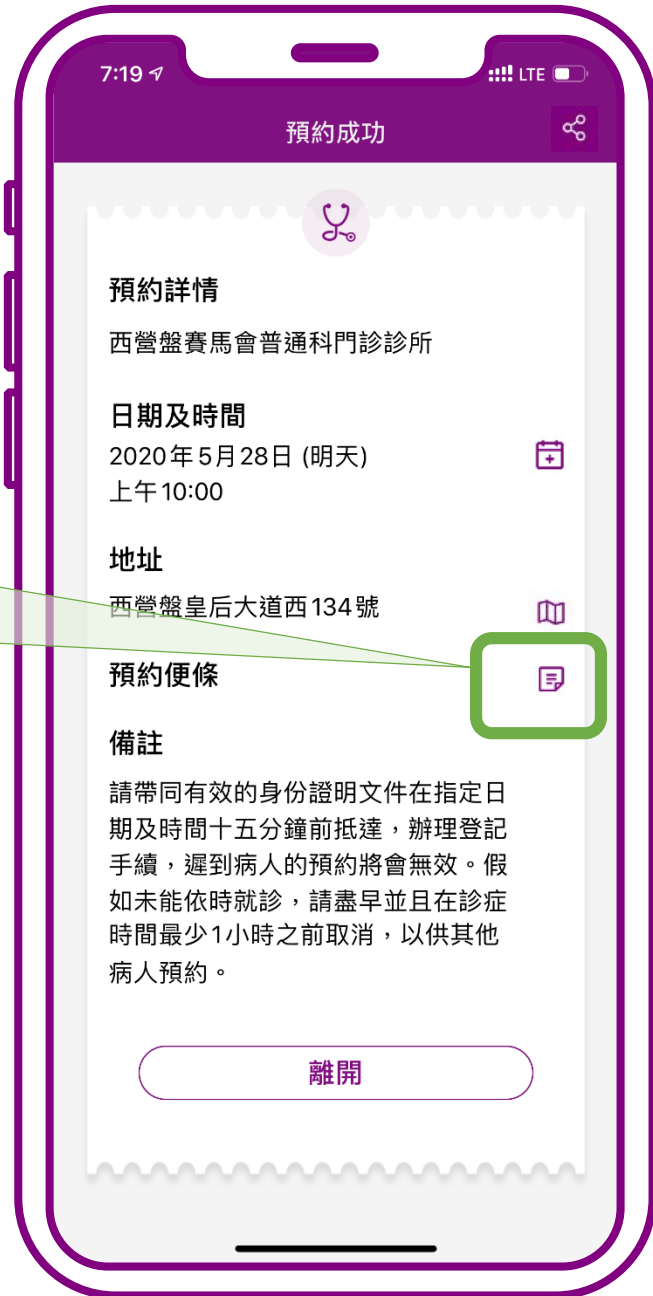 7:19
LTE
預約成功
預約詳情
西營盤賽馬會普通科門診診所
日期及時間
2020年5月28日 (明天)
上午10:00
地址
西營盤皇后大道西134號
預約便條
備註
請帶同有效的身份證明文件在指定日
期及時間十五分鐘前抵達，辦理登記
手續，遲到病人的預約將會無效。假
如未能依時就診，請盡早並且在診症
時間最少1小時之前取消，以供其他
病人預約。
離開